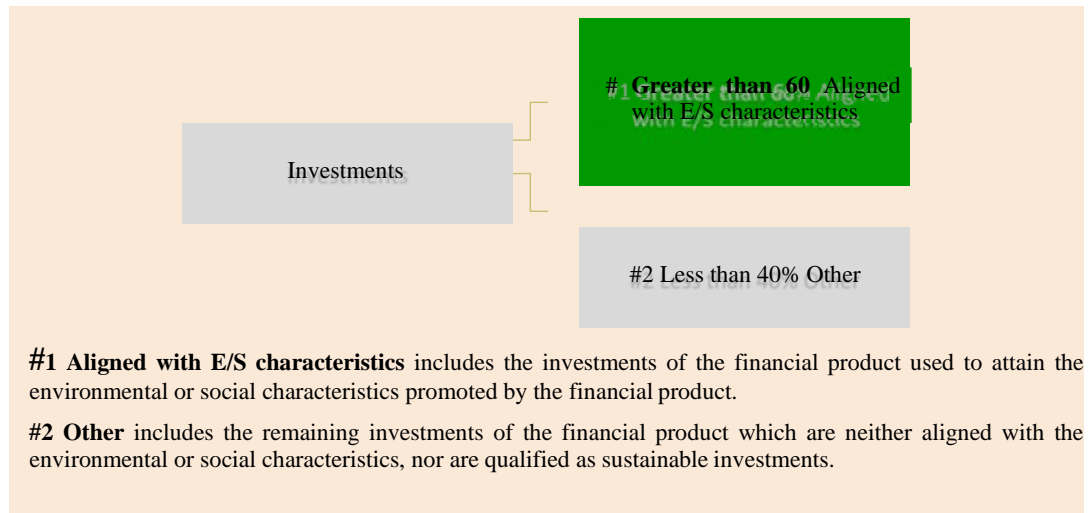 # Greater than 60 Aligned
with E/S characteristics
Investments
#2 Less than 40% Other
#1 Aligned with E/S characteristics includes the investments of the financial product used to attain the
environmental or social characteristics promoted by the financial product.
#2 Other includes the remaining investments of the financial product which are neither aligned with the
environmental or social characteristics, nor are qualified as sustainable investments.